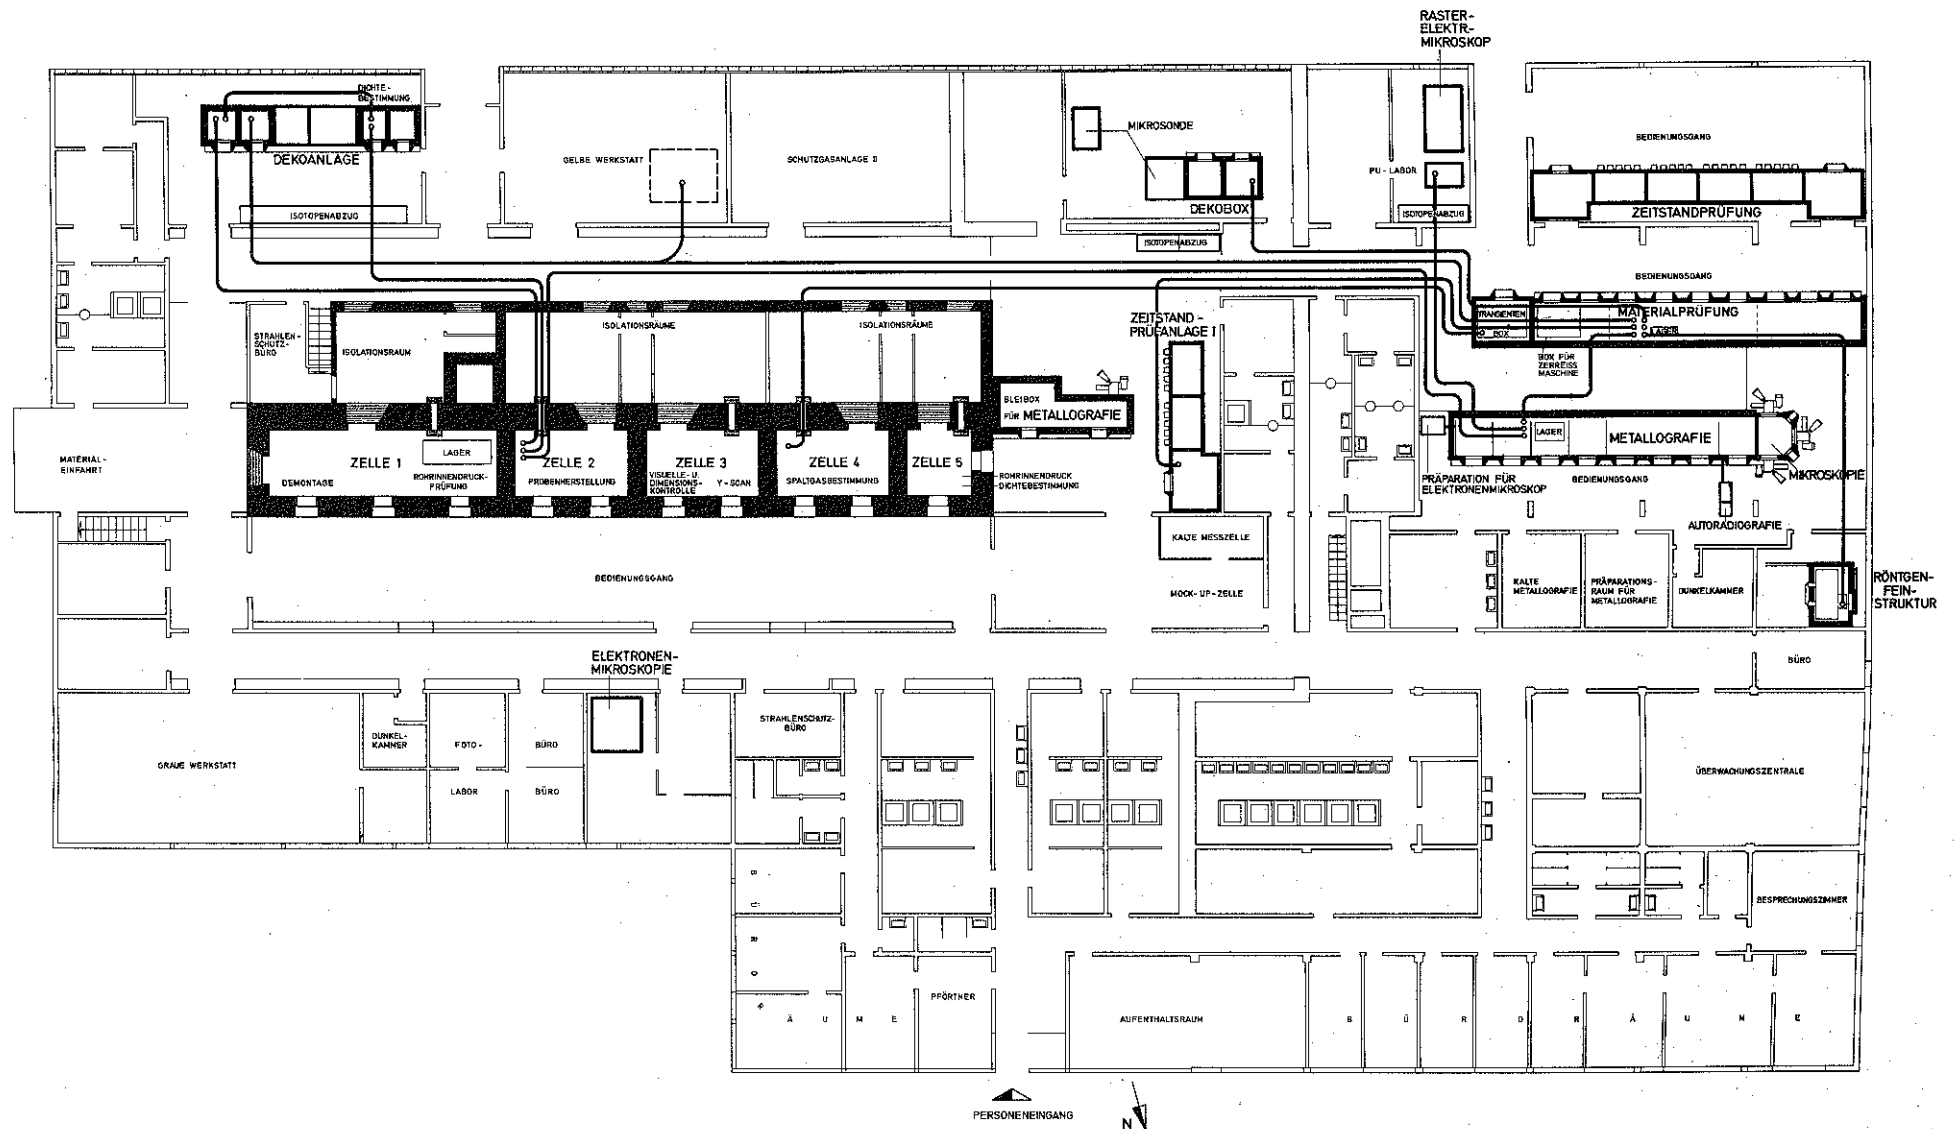 RASTER-
ELEKTR.-
MIKROSKOP
DICHTE-
BESTIMMUNG
DEKOANLAGE
ISOTOPENABZUG
GELBE WERKSTATT
SCHUTZGASANLAGE II
MIKROSONDE
DEKOBOX
ISOTOPENABZUG
PU-LABOR
ISOTOPENABZUG
BEDIENUNGSGANG
ZEITSTANDPRÜFUNG
BEDIENUNGSGANG
STRAHLEN-
SCHUTZ-
BÜRO
ISOLATIONSRAUM
ISOLATIONSRÄUME
ISOLATIONSRÄUME
ZEITSTAND-
PRÜFANLAGE I
TRANSIENTEN
BOX
MATERIALPRÜFUNG
LAGER
BOX FÜR
ZERREISS
MASCHINE
BLEIBOX
FÜR METALLOGRAFIE
MATERIAL-
EINFAHRT
ZELLE 1
LAGER
DEMONTAGE
ROHRINNENDRUCK-
PRÜFUNG
ZELLE 2
PROBENHERSTELLUNG
ZELLE 3
VISUELLE- U.
DIMENSIONS-
KONTROLLE
γ-SCAN
ZELLE 4
SPALTGASBESTIMMUNG
ZELLE 5
ROHRINNENDRUCK
DICHTEBESTIMMUNG
LAGER
METALLOGRAFIE
MIKROSKOPIE
PRÄPARATION FÜR
ELEKTRONENMIKROSKOP
BEDIENUNGSGANG
AUTORADIOGRAFIE
KALTE MESSZELLE
MOCK-UP-ZELLE
BEDIENUNGSGANG
KALTE
METALLOGRAFIE
PRÄPARATIONS-
RAUM FÜR
METALLOGRAFIE
DUNKELKAMMER
RÖNTGEN-
FEIN-
STRUKTUR
BÜRO
ELEKTRONEN-
MIKROSKOPIE
GRAUE WERKSTATT
DUNKEL-
KAMMER
FOTO-
LABOR
BÜRO
BÜRO
STRAHLENSCHUTZ-
BÜRO
ÜBERWACHUNGSZENTRALE
BESPRECHUNGSZIMMER
B
Ü
R
O
R
Ä U M E
PFÖRTNER
AUFENTHALTSRAUM
B Ü R O R Ä U M E
PERSONENEINGANG
N